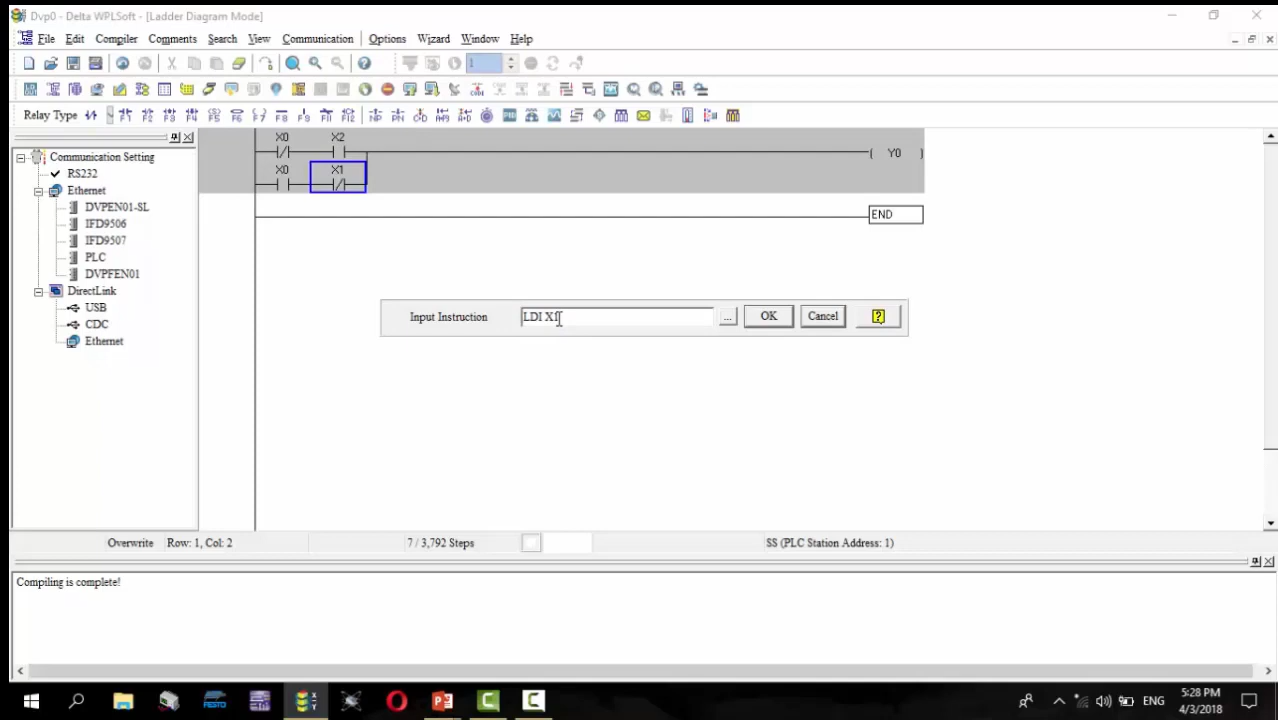 Dvp0 - Delta WPLSoft - [Ladder Diagram Mode]
File Edit Compiler Comments Search View Communication Options Wizard Window Help
1
Relay Type
Communication Setting
RS232
Ethernet
DVPEN01-SL
IFD9506
IFD9507
PLC
DVPFEN01
DirectLink
USB
CDC
Ethernet
X0 X2
Y0
X0 X1
END
Input Instruction LDI X ... OK Cancel
Overwrite Row: 1, Col: 2 7 / 3,792 Steps SS (PLC Station Address: 1)
Compiling is complete!
FESTO
ENG
5:28 PM
4/3/2018